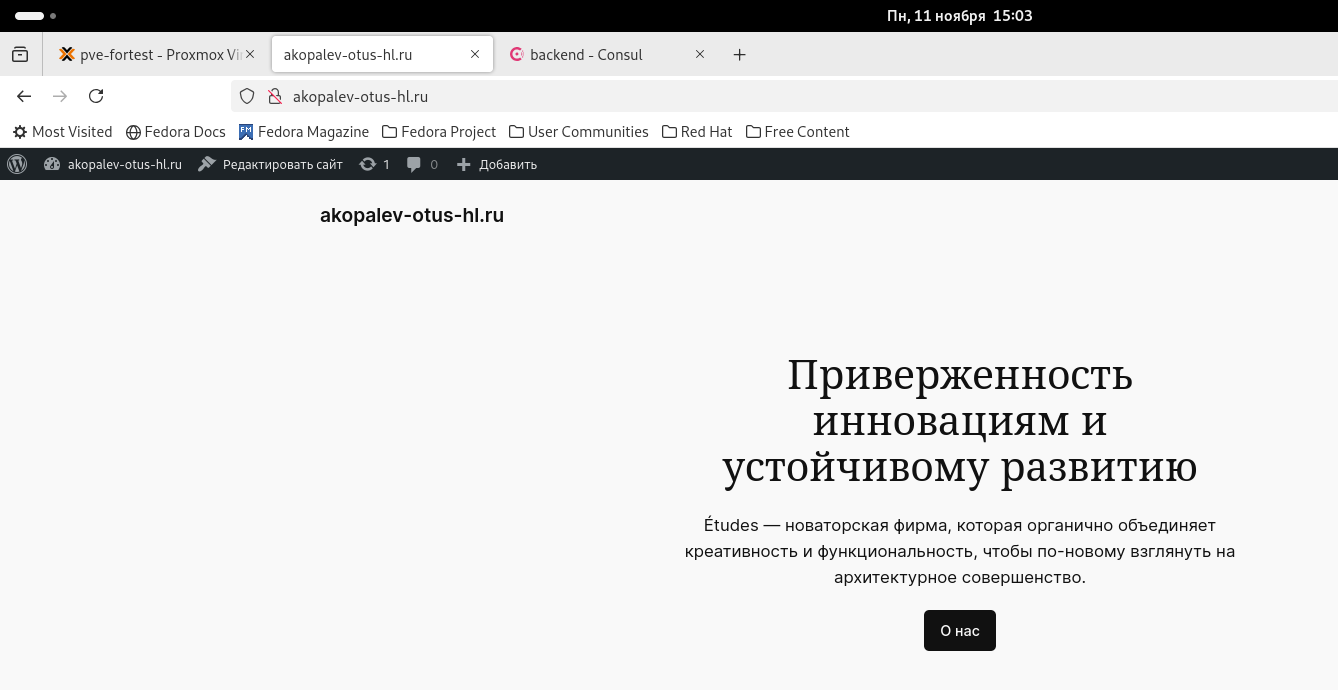 Пн, 11 ноября 15:03
pve-fortest - Proxmox Vir
akopalev-otus-hl.ru
backend - Consul
akopalev-otus-hl.ru
Most Visited Fedora Docs Fedora Magazine Fedora Project User Communities Red Hat Free Content
akopalev-otus-hl.ru Редактировать сайт 1 0 Добавить
akopalev-otus-hl.ru
Приверженность
инновациям и
устойчивому развитию
Études — новаторская фирма, которая органично объединяет
креативность и функциональность, чтобы по-новому взглянуть на
архитектурное совершенство.
О нас